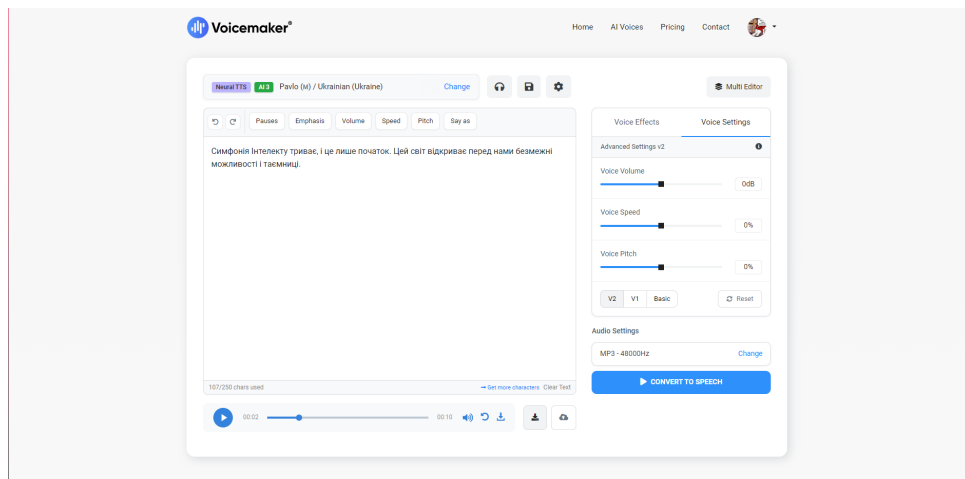 Voicemaker®
Home AI Voices Pricing Contact
Neural TTS AI 3 Pavlo (M) / Ukrainian (Ukraine) Change
Multi Editor
Pauses Emphasis Volume Speed Pitch Say as
Симфонія Інтелекту триває, і це лише початок. Цей світ відкриває перед нами безмежні
можливості і таємниці.
107/250 chars used Get more characters Clear Text
00:02 00:10
Voice Effects Voice Settings
Advanced Settings v2
Voice Volume
0dB
Voice Speed
0%
Voice Pitch
0%
V2 V1 Basic Reset
Audio Settings
MP3 - 48000Hz Change
CONVERT TO SPEECH